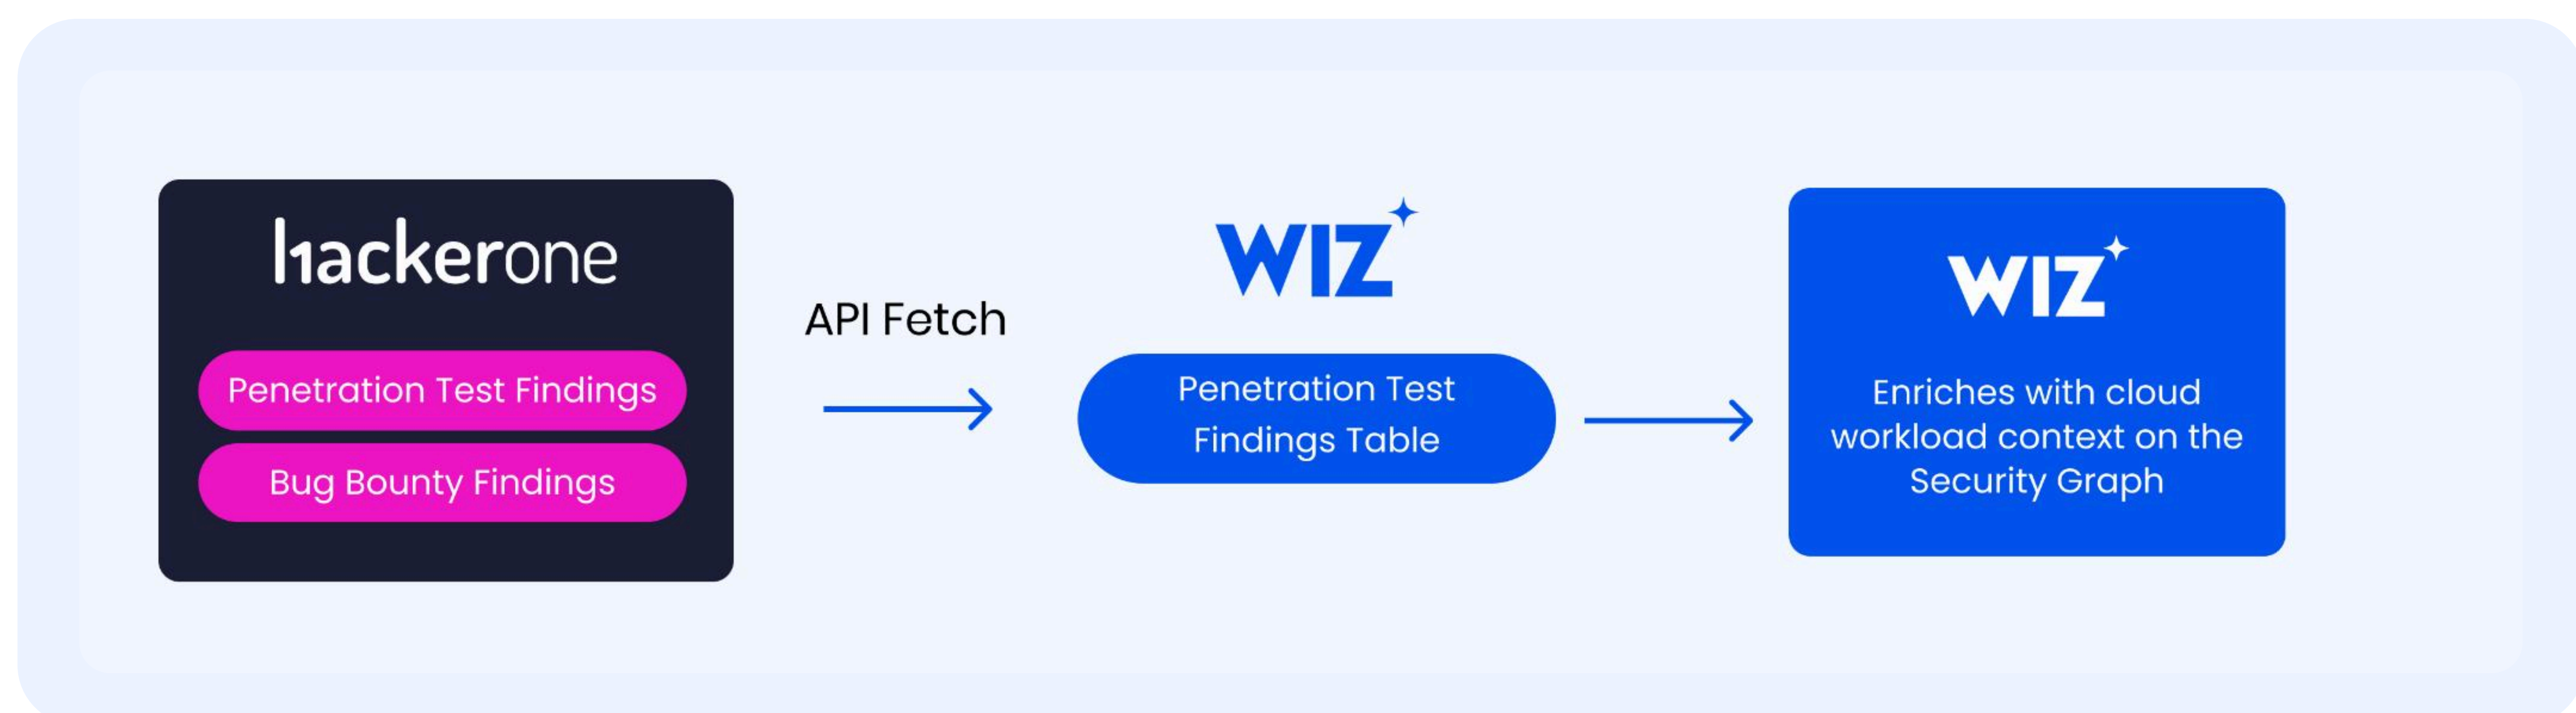 hackerone
Penetration Test Findings
Bug Bounty Findings
API Fetch
WIZ
Penetration Test
Findings Table
WIZ
Enriches with cloud
workload context on the
Security Graph